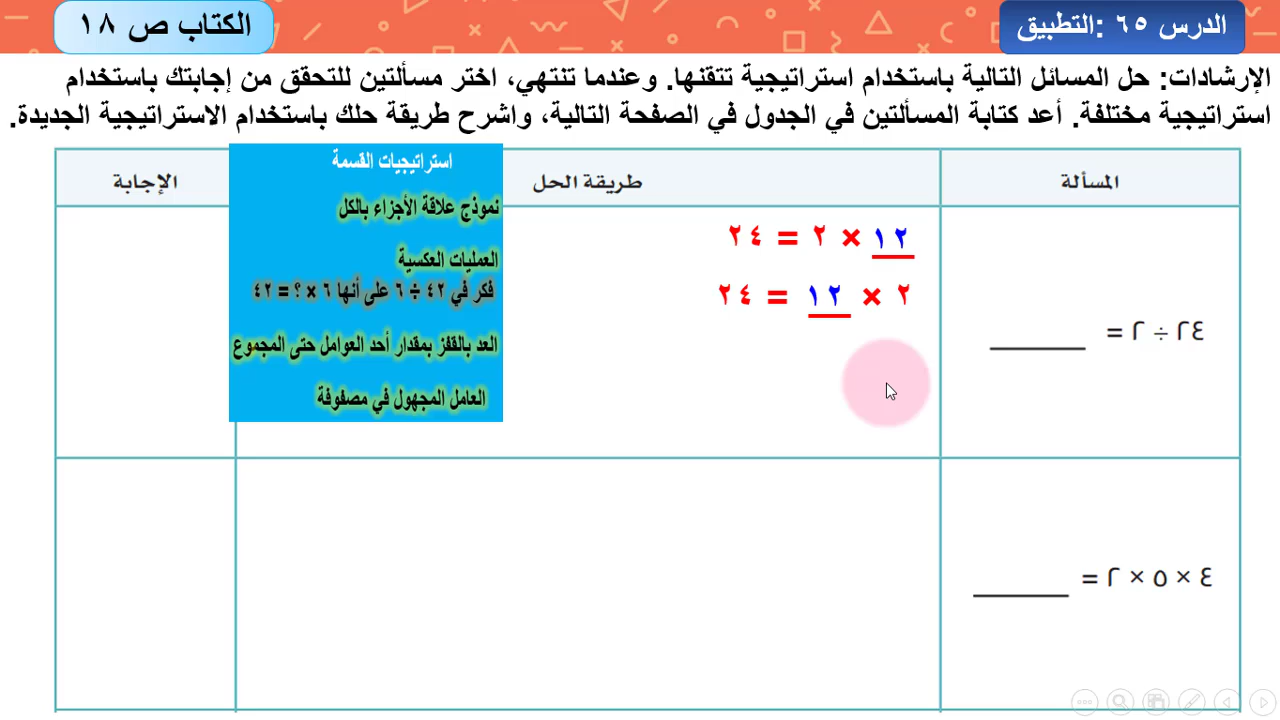 الدرس ٦٥ :التطبيق
الكتاب ص ١٨
الإرشادات: حل المسائل التالية باستخدام استراتيجية تتقنها. وعندما تنتهي، اختر مسألتين للتحقق من إجابتك باستخدام
استراتيجية مختلفة. أعد كتابة المسألتين في الجدول في الصفحة التالية، واشرح طريقة حلك باستخدام الاستراتيجية الجديدة.
المسألة
طريقة الحل
الإجابة
٢٤ ÷ ٢ = ______
١٢ × ٢ = ٢٤
٢ × ١٢ = ٢٤
استراتيجيات القسمة
نموذج علاقة الأجزاء بالكل
العمليات العكسية
فكر في ٤٢ ÷ ٦ على أنها ٦ × ؟ = ٤٢
العد بالقفز بمقدار أحد العوامل حتى المجموع
العامل المجهول في مصفوفة
٤ × ٥ × ٢ = ______